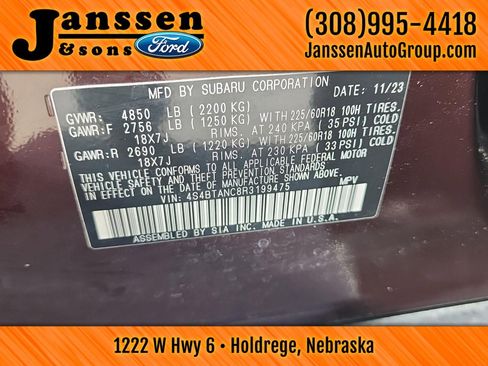 Janssen
& sons
Ford
(308)995-4418
JanssenAutoGroup.com
MFD BY SUBARU CORPORATION DATE: 11/23
GVWR: 4850 LB (2200 KG)
GAWR:F 2756 LB (1250 KG) WITH 225/60R18 100H TIRES.
18X7J RIMS. AT 240 KPA (35 PSI) COLD
GAWR:R 2690 LB (1220 KG) WITH 225/60R18 100H TIRES.
18X7J RIMS. AT 230 KPA (33 PSI) COLD
THIS VEHICLE CONFORMS TO ALL APPLICABLE FEDERAL MOTOR
VEHICLE SAFETY, BUMPER, AND THEFT PREVENTION STANDARDS
IN EFFECT ON THE DATE OF MANUFACTURE SHOWN ABOVE.
VIN: 4S4BTANC8R3199475 MPV
ASSEMBLED BY SIA INC. MADE IN U.S.A.
1222 W Hwy 6 • Holdrege, Nebraska